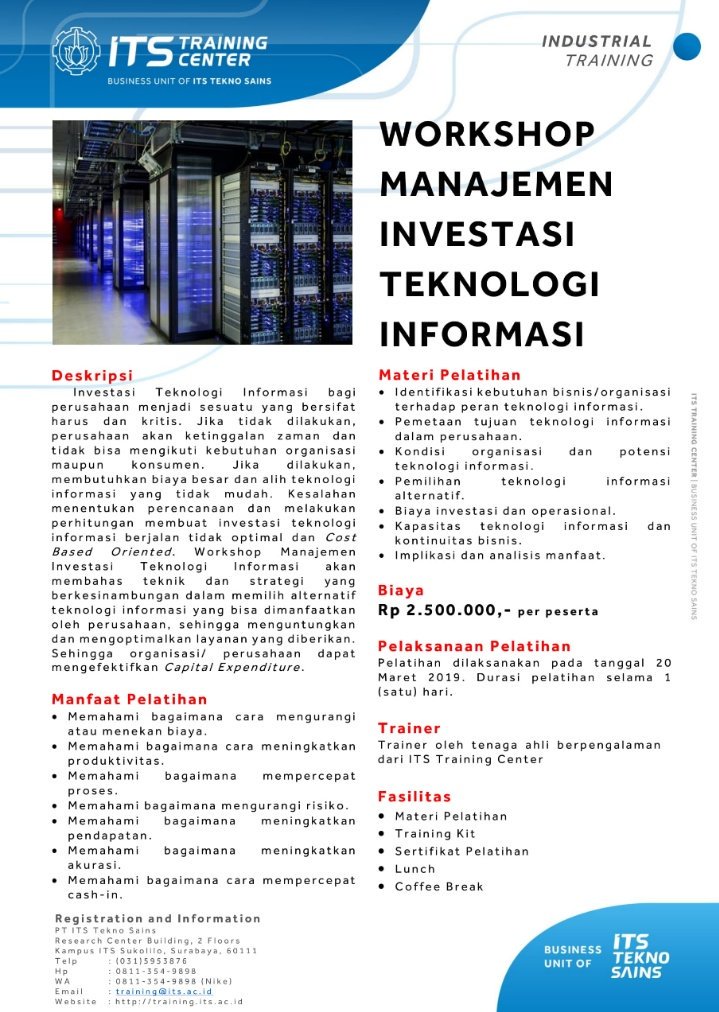 ITS TRAINING
CENTER
BUSINESS UNIT OF ITS TEKNO SAINS
INDUSTRIAL
TRAINING
WORKSHOP
MANAJEMEN
INVESTASI
TEKNOLOGI
INFORMASI
Deskripsi
Investasi Teknologi Informasi bagi
perusahaan menjadi sesuatu yang bersifat
harus dan kritis. Jika tidak dilakukan,
perusahaan akan ketinggalan zaman dan
tidak bisa mengikuti kebutuhan organisasi
maupun konsumen. Jika dilakukan,
membutuhkan biaya besar dan alih teknologi
informasi yang tidak mudah. Kesalahan
menentukan perencanaan dan melakukan
perhitungan membuat investasi teknologi
informasi berjalan tidak optimal dan Cost
Based Oriented. Workshop Manajemen
Investasi Teknologi Informasi akan
membahas teknik dan strategi yang
berkesinambungan dalam memilih alternatif
teknologi informasi yang bisa dimanfaatkan
oleh perusahaan, sehingga menguntungkan
dan mengoptimalkan layanan yang diberikan.
Sehingga organisasi/ perusahaan dapat
mengefektifkan Capital Expenditure.
Manfaat Pelatihan
• Memahami bagaimana cara mengurangi
atau menekan biaya.
• Memahami bagaimana cara meningkatkan
produktivitas.
• Memahami bagaimana mempercepat
proses.
• Memahami bagaimana mengurangi risiko.
• Memahami bagaimana meningkatkan
pendapatan.
• Memahami bagaimana meningkatkan
akurasi.
• Memahami bagaimana cara mempercepat
cash-in.
Materi Pelatihan
• Identifikasi kebutuhan bisnis/organisasi
terhadap peran teknologi informasi.
• Pemetaan tujuan teknologi informasi
dalam perusahaan.
• Kondisi organisasi dan potensi
teknologi informasi.
• Pemilihan teknologi informasi
alternatif.
• Biaya investasi dan operasional.
• Kapasitas teknologi informasi dan
kontinuitas bisnis.
• Implikasi dan analisis manfaat.
Biaya
Rp 2.500.000,- per peserta
Pelaksanaan Pelatihan
Pelatihan dilaksanakan pada tanggal 20
Maret 2019. Durasi pelatihan selama 1
(satu) hari.
Trainer
Trainer oleh tenaga ahli berpengalaman
dari ITS Training Center
Fasilitas
• Materi Pelatihan
• Training Kit
• Sertifikat Pelatihan
• Lunch
• Coffee Break
ITS TRAINING CENTER | BUSINESS UNIT OF ITS TEKNO SAINS
Registration and Information
PT ITS Tekno Sains
Research Center Building, 2 Floors
Kampus ITS Sukolilo, Surabaya, 60111
Telp : (031)5953876
Hp : 0811-354-9898
WA : 0811-354-9898 (Nike)
Email : training@its.ac.id
Website : http://training.its.ac.id
BUSINESS
UNIT OF
ITS
TEKNO
SAINS